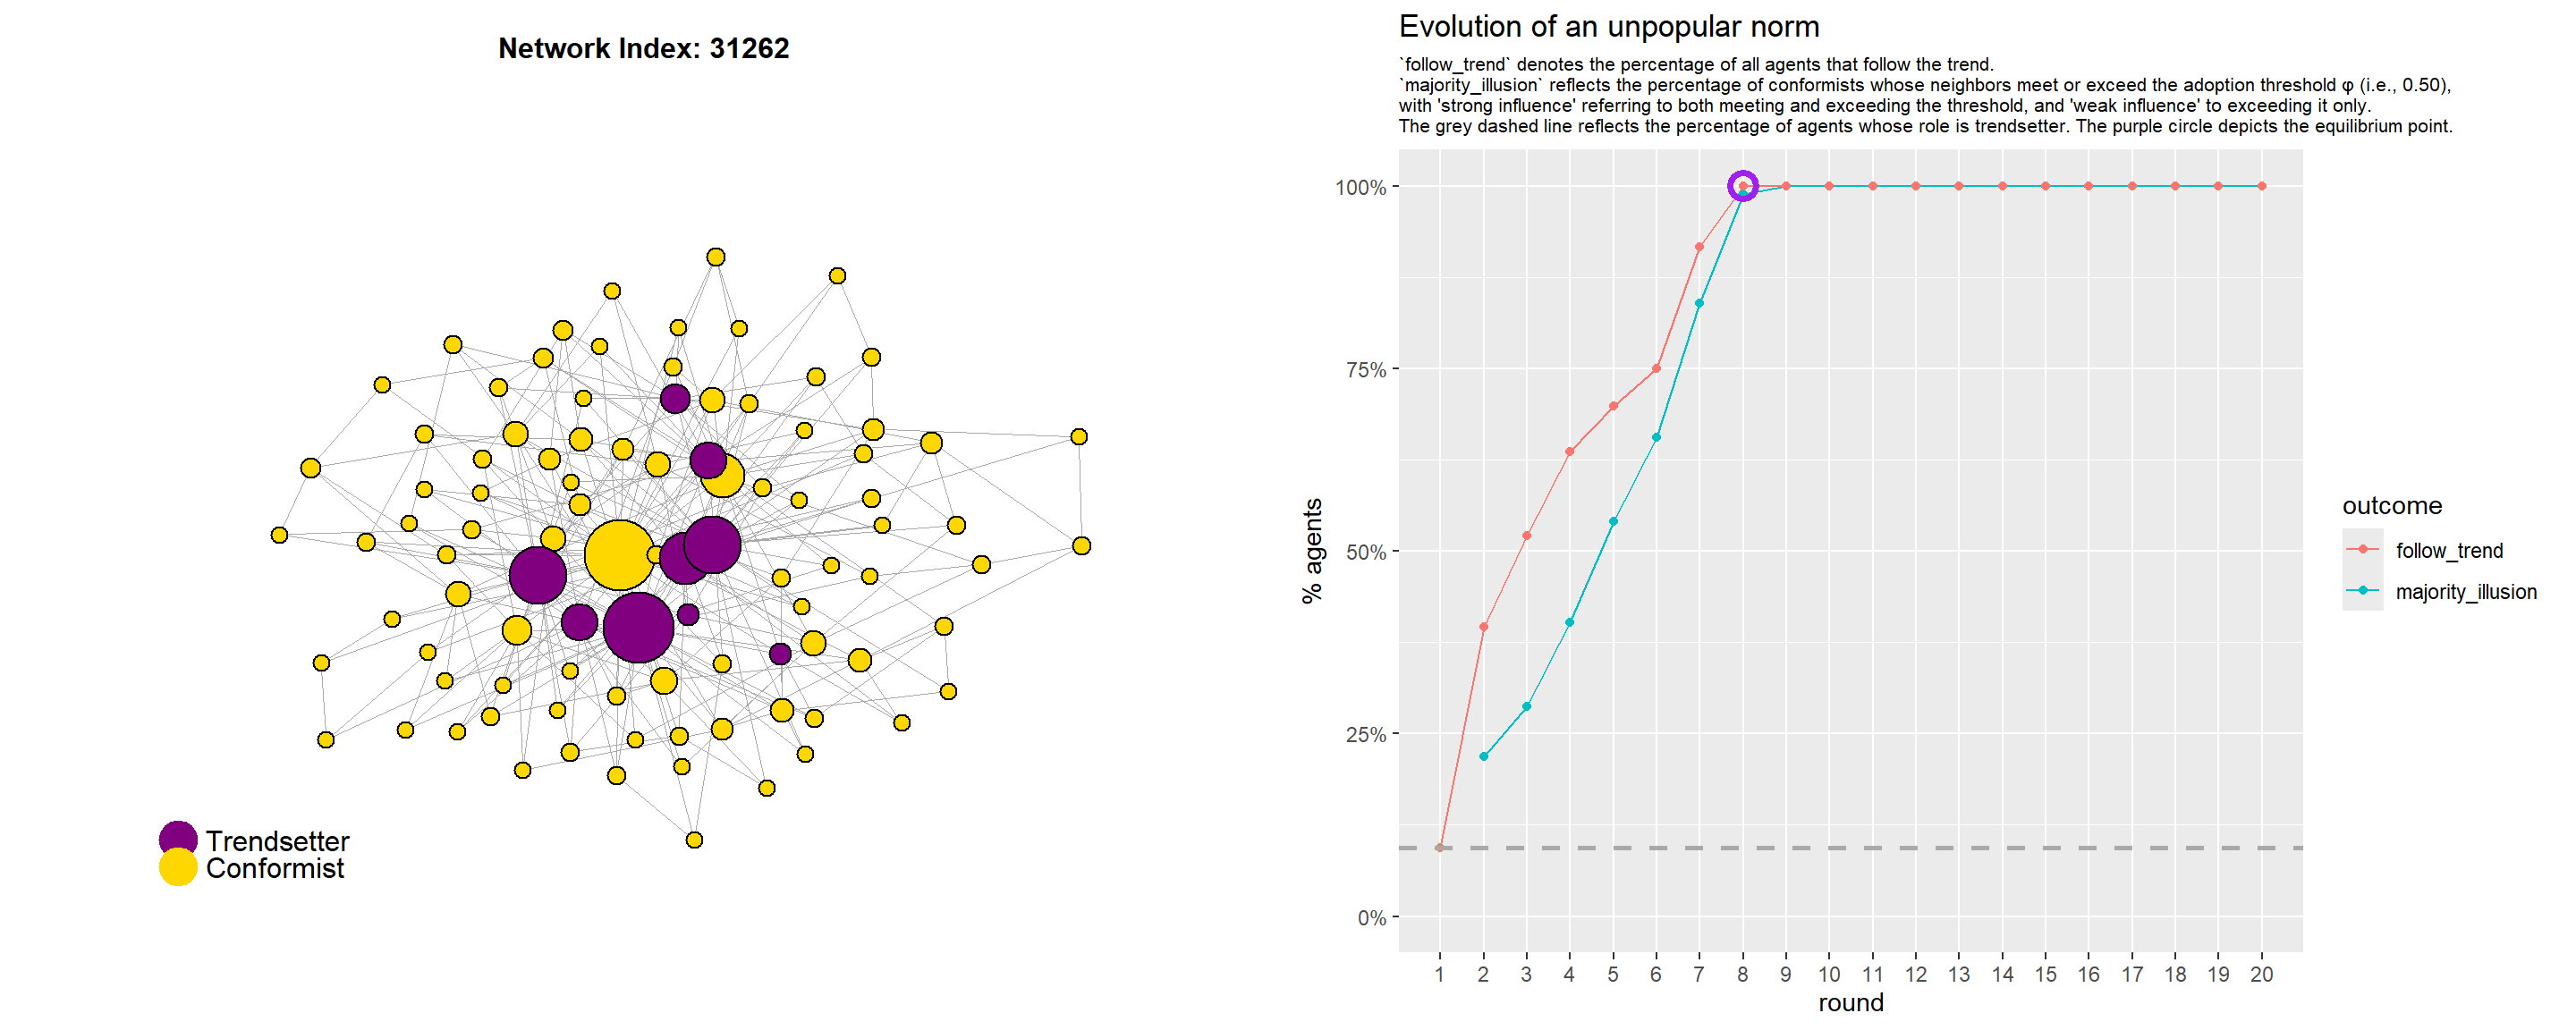 Network Index: 31262
Trendsetter
Conformist
Evolution of an unpopular norm
`follow_trend` denotes the percentage of all agents that follow the trend.
`majority_illusion` reflects the percentage of conformists whose neighbors meet or exceed the adoption threshold φ (i.e., 0.50),
with 'strong influence' referring to both meeting and exceeding the threshold, and 'weak influence' to exceeding it only.
The grey dashed line reflects the percentage of agents whose role is trendsetter. The purple circle depicts the equilibrium point.
% agents
100%
75%
50%
25%
0%
1 2 3 4 5 6 7 8 9 10 11 12 13 14 15 16 17 18 19 20
round
outcome
follow_trend
majority_illusion